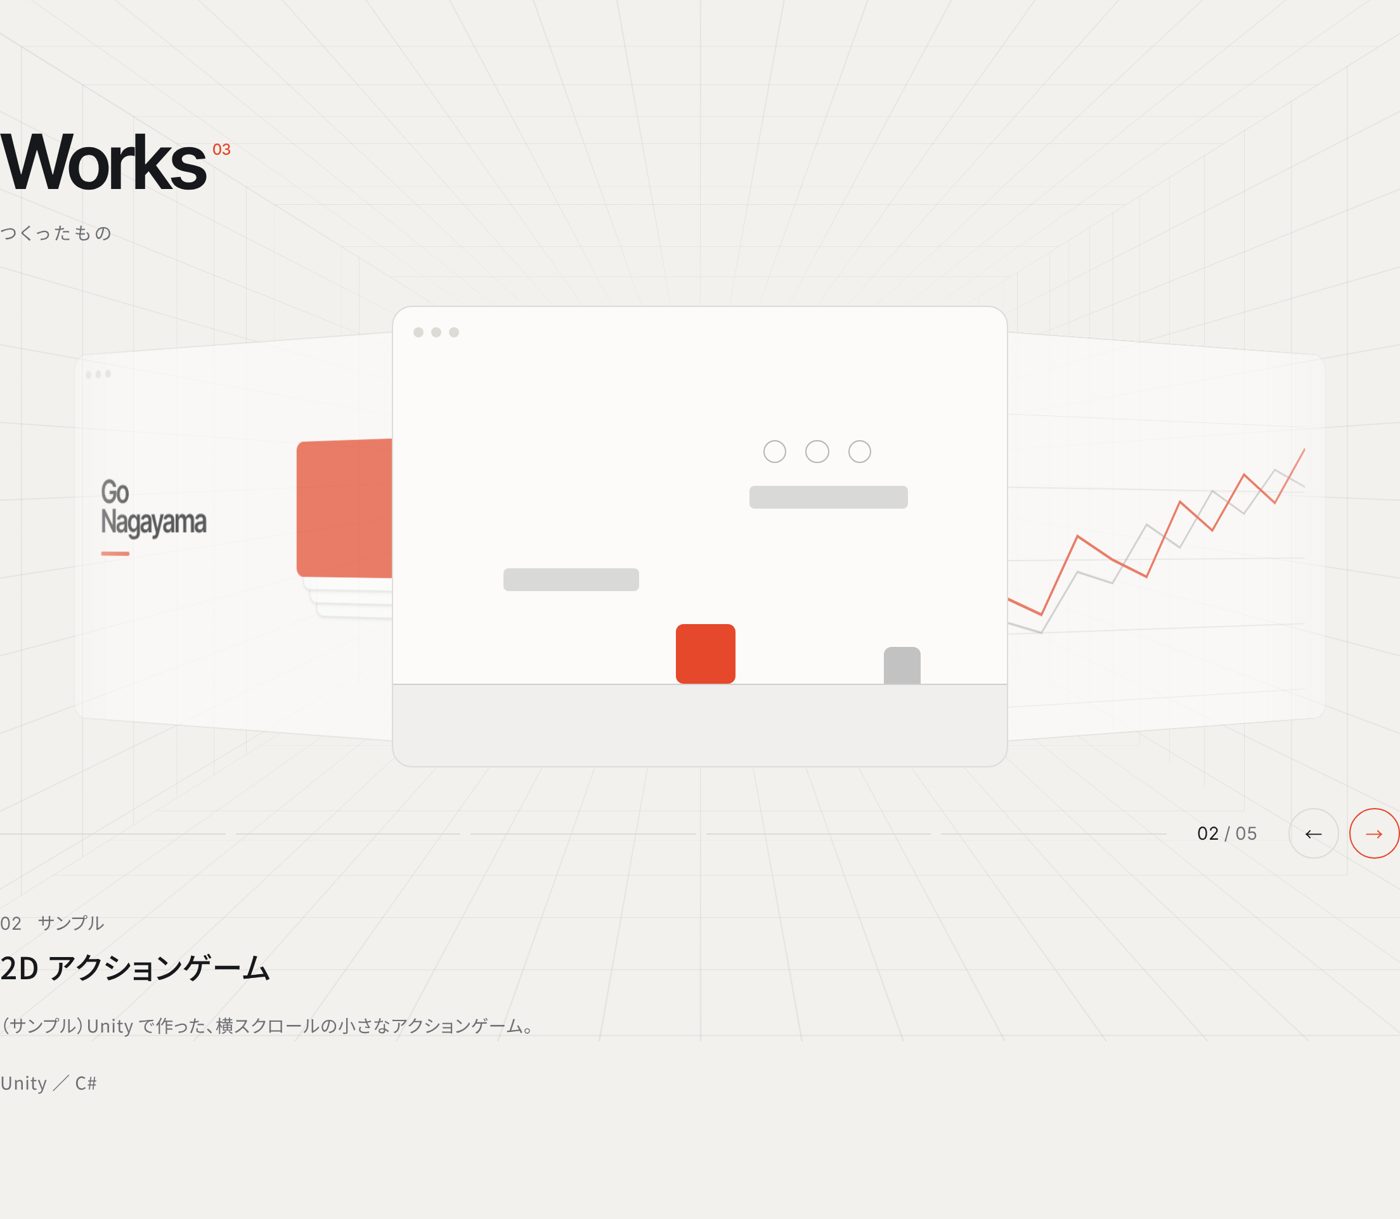 Works 03
つくったもの
Go
Nagayama
02 / 05 ← →
02 サンプル
2D アクションゲーム
（サンプル）Unity で作った、横スクロールの小さなアクションゲーム。
Unity ／ C#